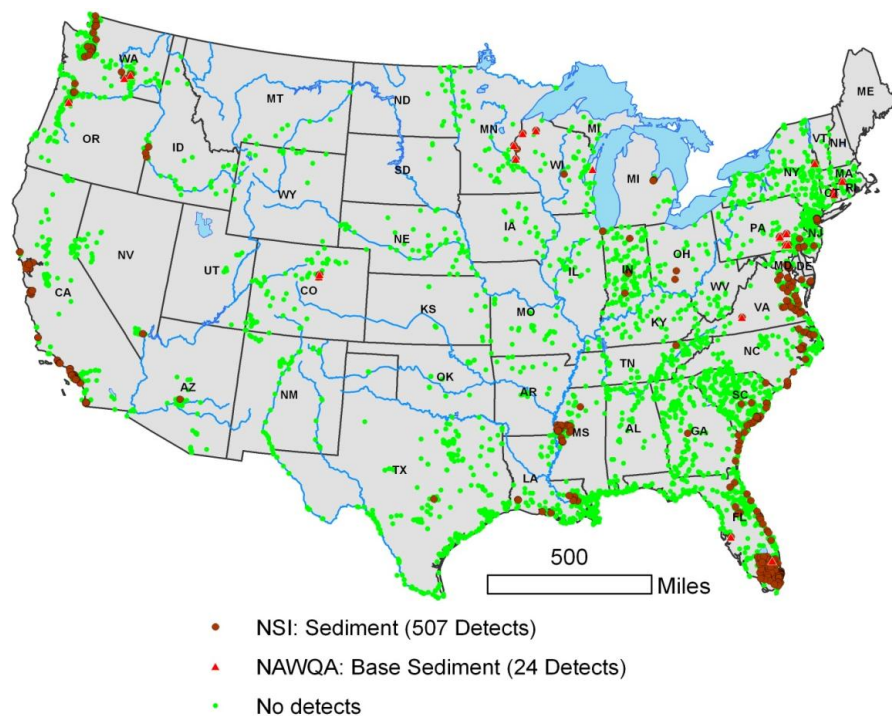 WA
ME
MT
ND
MN
MI
VT
NH
OR
ID
SD
WI
MI
NY
MA
CT
RI
WY
IA
PA
NJ
NE
OH
NV
UT
IL
IN
MD
DE
CA
CO
KS
MO
WV
VA
KY
NC
TN
AZ
NM
OK
AR
SC
MS
AL
GA
TX
LA
FL
500
Miles
NSI: Sediment (507 Detects)
NAWQA: Base Sediment (24 Detects)
No detects